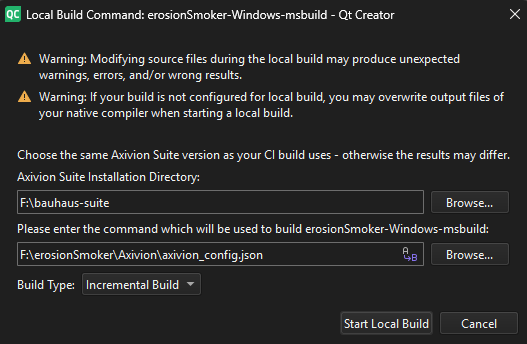 QC Local Build Command: erosionSmoker-Windows-msbuild - Qt Creator
Warning: Modifying source files during the local build may produce unexpected
warnings, errors, and/or wrong results.
Warning: If your build is not configured for local build, you may overwrite output files of
your native compiler when starting a local build.
Choose the same Axivion Suite version as your CI build uses - otherwise the results may differ.
Axivion Suite Installation Directory:
F:\bauhaus-suite Browse...
Please enter the command which will be used to build erosionSmoker-Windows-msbuild:
F:\erosionSmoker\Axivion\axivion_config.json A B Browse...
Build Type: Incremental Build
Start Local Build Cancel